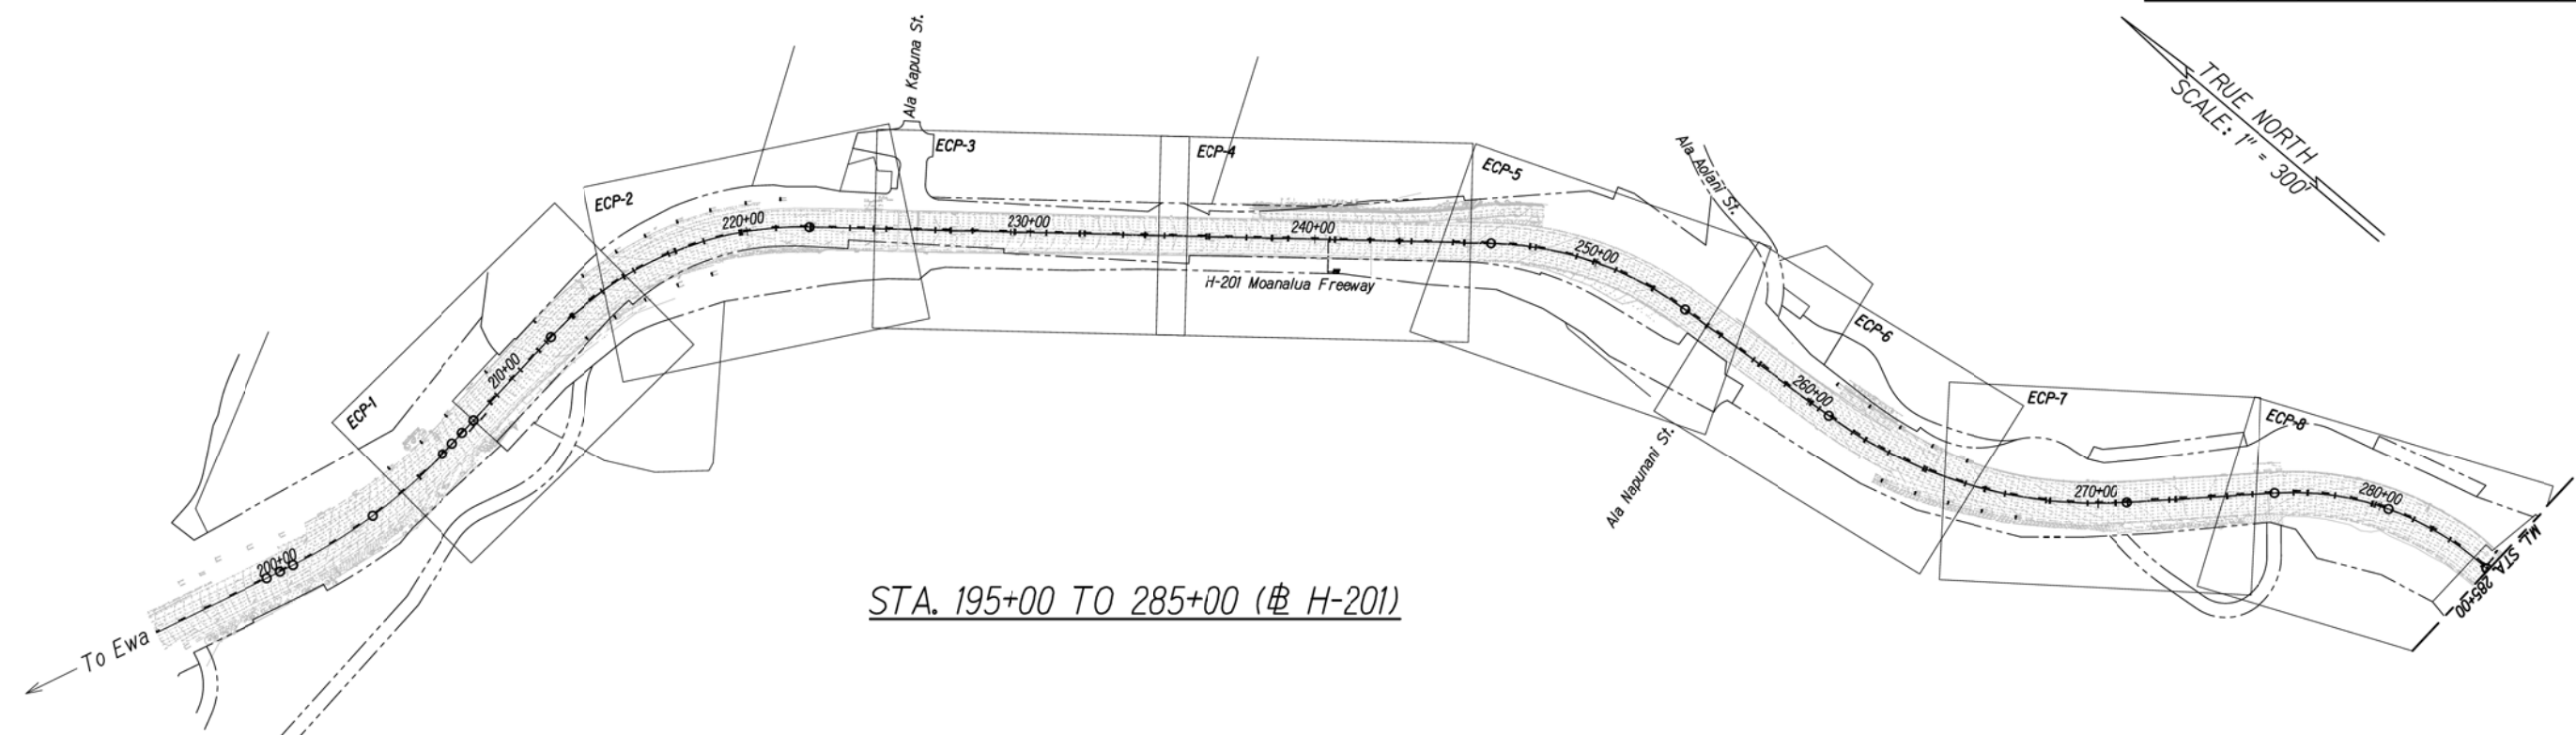 Ala Kapuna St.
TRUE NORTH
SCALE: 1" = 300'
ECP-3
ECP-4
ECP-5
Ala Aolani St.
ECP-2
220+00
230+00
240+00
250+00
H-201 Moanalua Freeway
ECP-6
210+00
ECP-1
260+00
ECP-7
ECP-8
Ala Napunani St.
270+00
280+00
200+00
M.L. STA. 285+00
STA. 195+00 TO 285+00 (BL H-201)
To Ewa